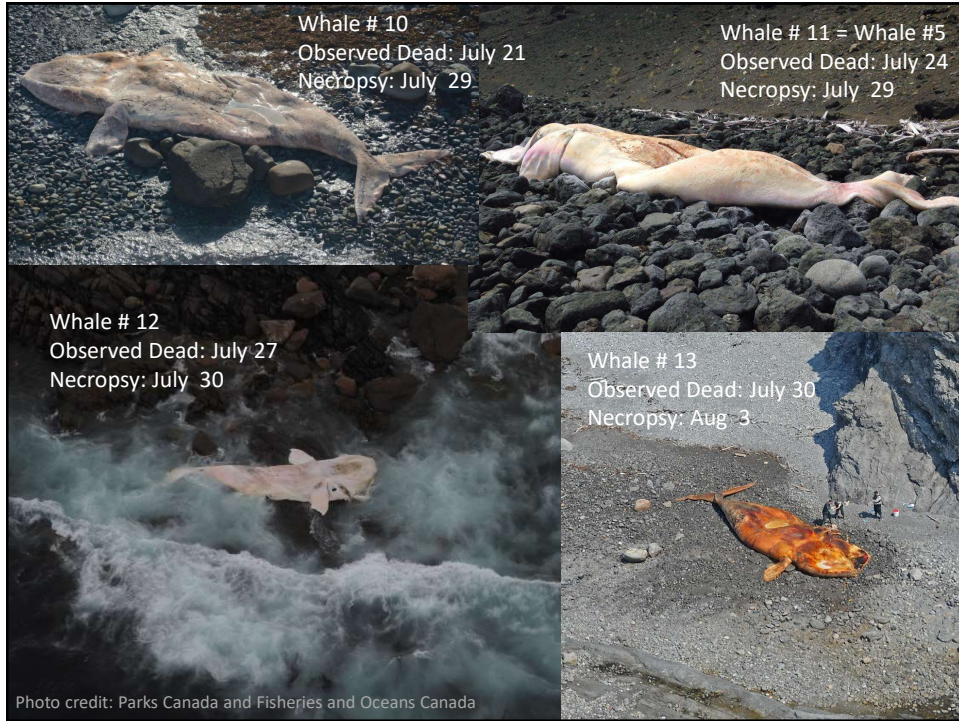 Whale # 10
Observed Dead: July 21
Necropsy: July  29
Whale # 11 = Whale #5
Observed Dead: July 24
Necropsy: July  29
Whale # 12
Observed Dead: July 27
Necropsy: July  30
Whale # 13
Observed Dead: July 30
Necropsy: Aug  3
Photo credit: Parks Canada and Fisheries and Oceans Canada